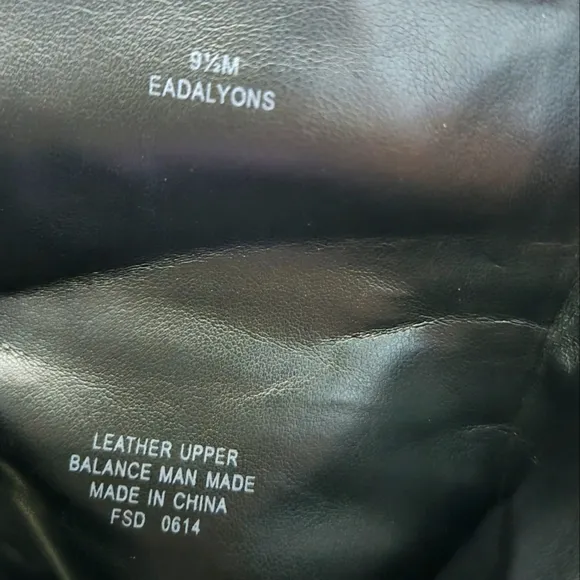 9½M
EADALYONS
LEATHER UPPER
BALANCE MAN MADE
MADE IN CHINA
FSD 0614